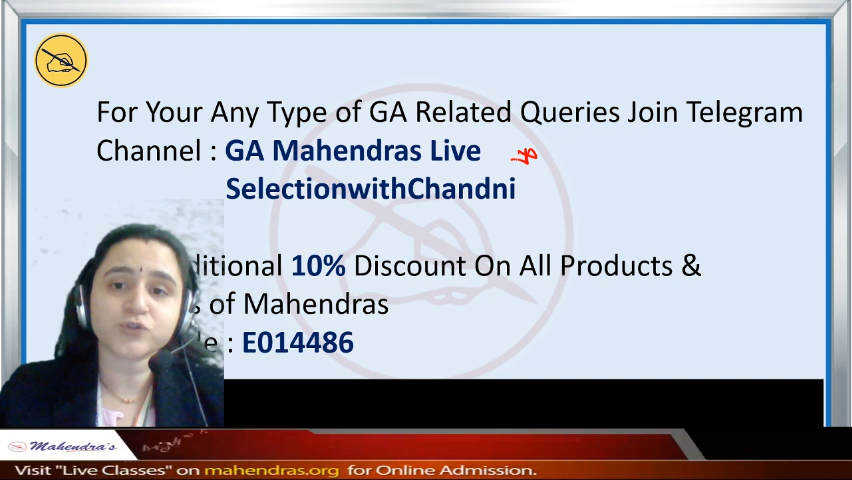 For Your Any Type of GA Related Queries Join Telegram
Channel : GA Mahendras Live
SelectionwithChandni
10% Discount On All Products &
of Mahendras
: E014486
Mahendra's
Visit "Live Classes" on mahendras.org for Online Admission.